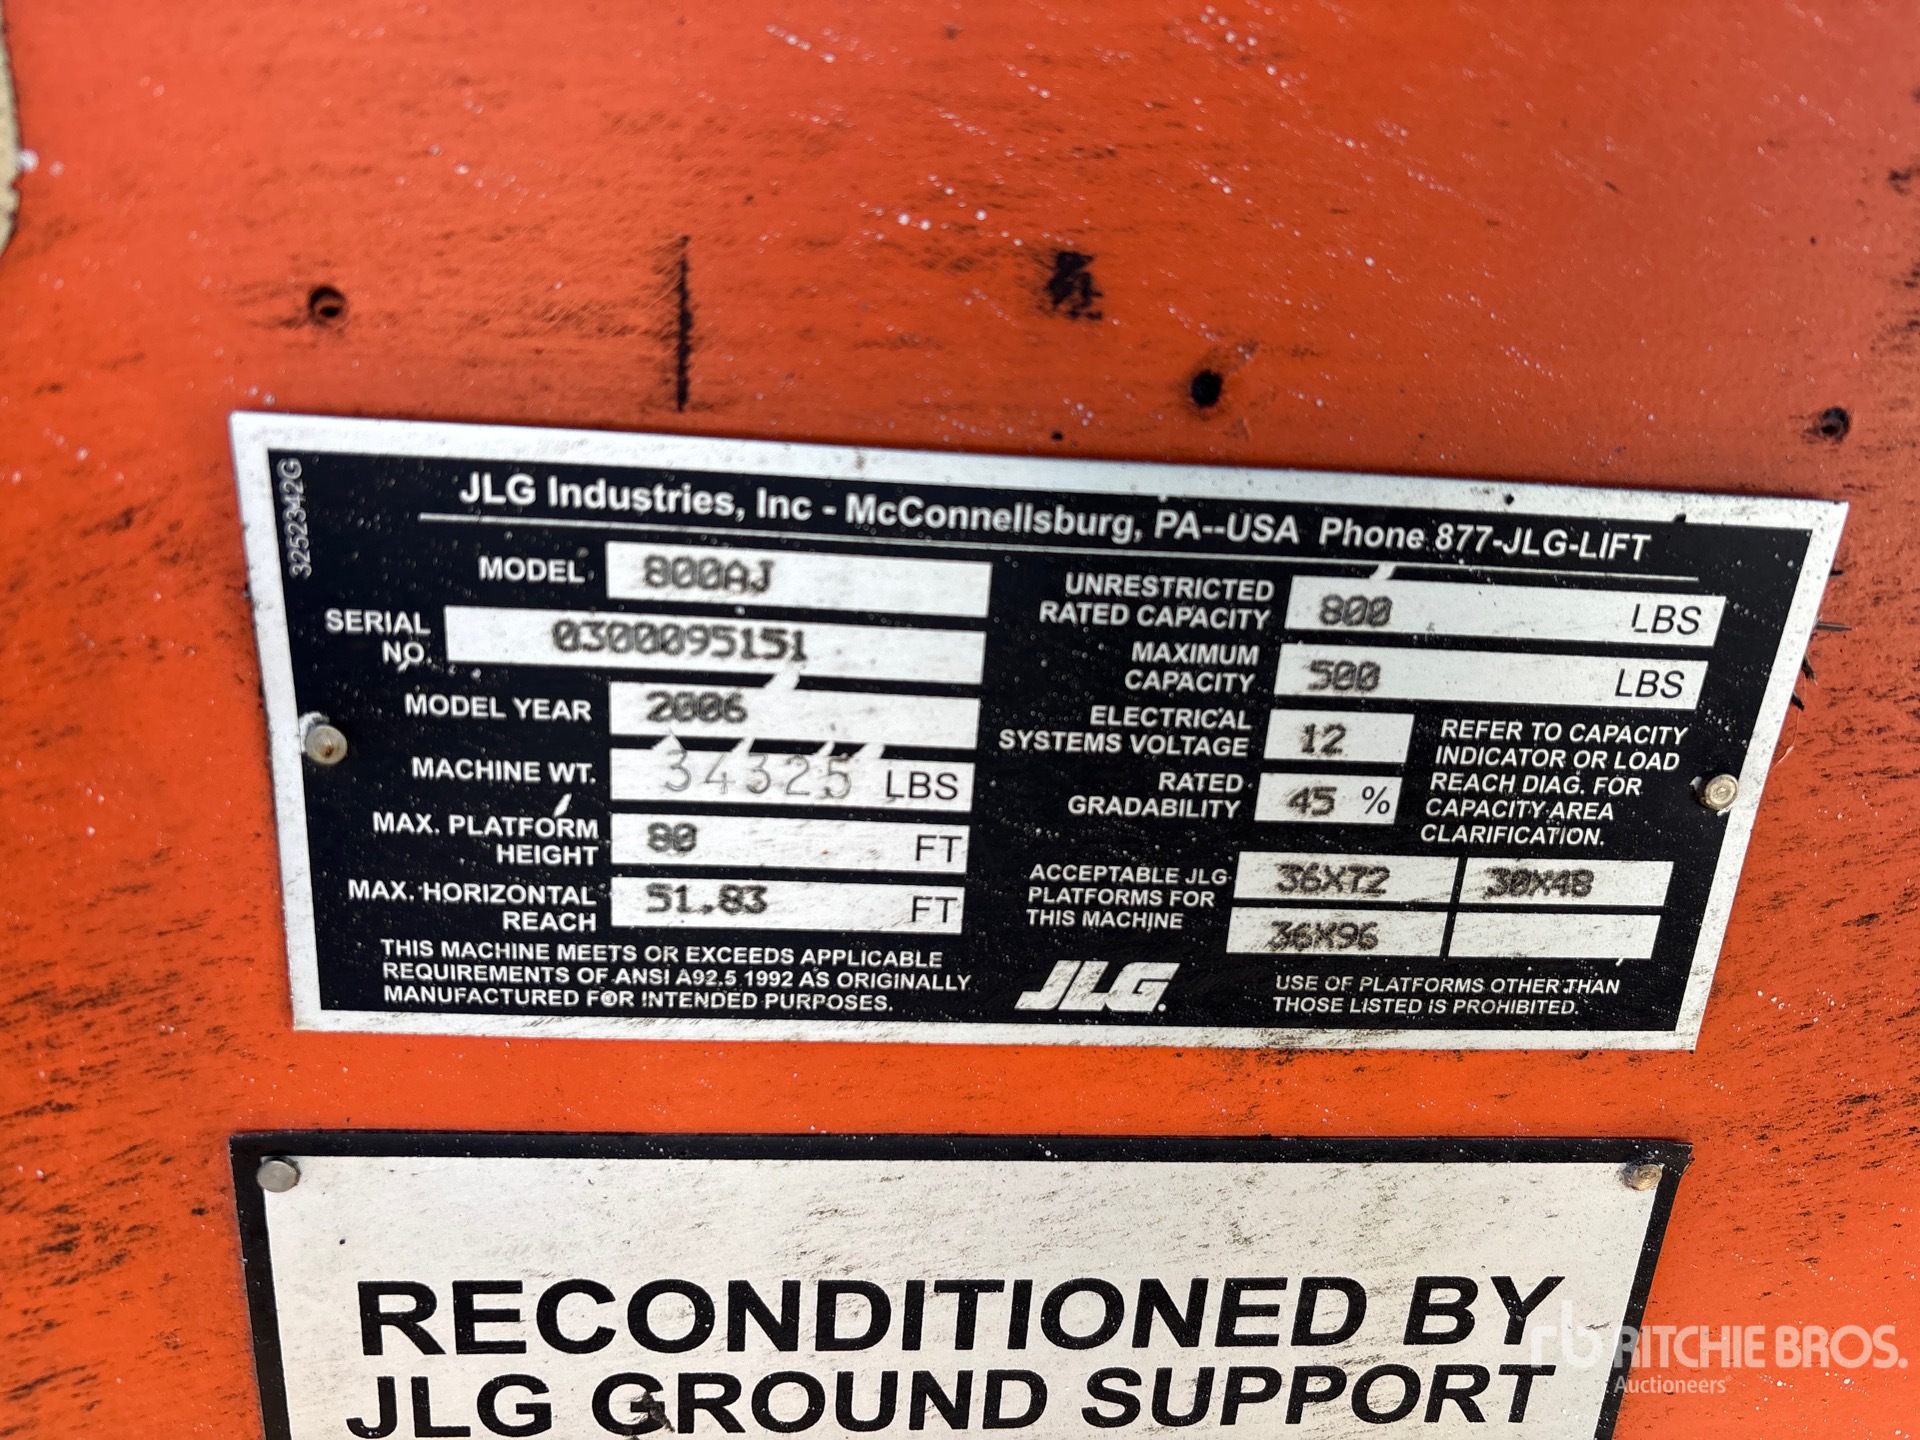 3252342G
JLG Industries, Inc - McConnellsburg, PA--USA Phone 877-JLG-LIFT
MODEL 800AJ
SERIAL
NO. 0300095151
MODEL YEAR 2006
MACHINE WT. 34325 LBS
MAX. PLATFORM
HEIGHT 80 FT
MAX. HORIZONTAL
REACH 51.83 FT
THIS MACHINE MEETS OR EXCEEDS APPLICABLE
REQUIREMENTS OF ANSI A92.5 1992 AS ORIGINALLY
MANUFACTURED FOR INTENDED PURPOSES.
UNRESTRICTED
RATED CAPACITY 800 LBS
MAXIMUM
CAPACITY 500 LBS
ELECTRICAL
SYSTEMS VOLTAGE 12
RATED
GRADABILITY 45 %
REFER TO CAPACITY
INDICATOR OR LOAD
REACH DIAG. FOR
CAPACITY AREA
CLARIFICATION.
ACCEPTABLE JLG
PLATFORMS FOR
THIS MACHINE
36X72 30X48
36X96
JLG
USE OF PLATFORMS OTHER THAN
THOSE LISTED IS PROHIBITED.
RECONDITIONED BY
JLG GROUND SUPPORT
rb RITCHIE BROS.
Auctioneers